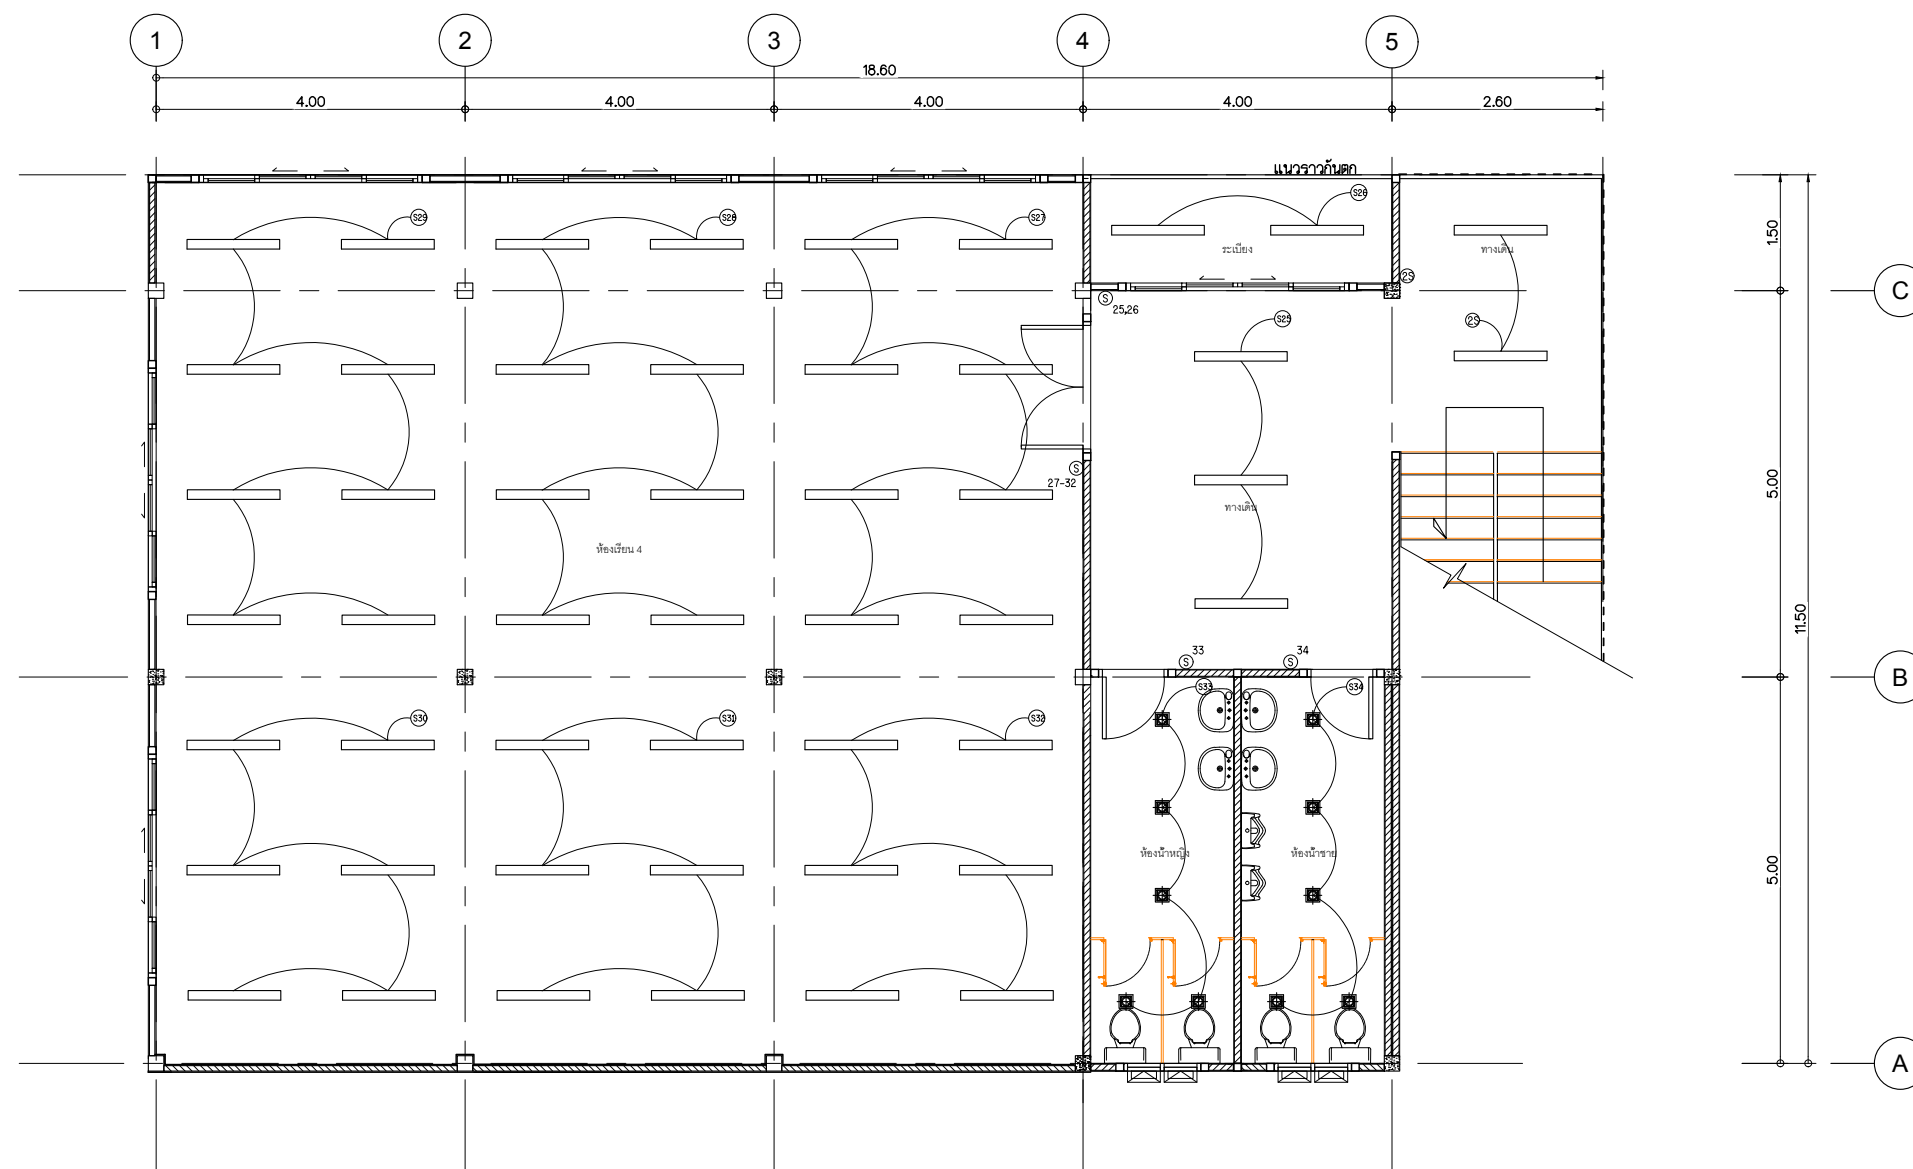 1 2 3 4 5
18.60
4.00 4.00 4.00 4.00 2.60
แนวราวกันตก
S29 S28 S27 S26
ระเบียง ทางเดิน
1.50
2S
C
S 25,26
S25 2S
S 27-32
5.00
ทางเดิน
ห้องเรียน 4
11.50
33 34
S S
B
S33 S34
S30 S31 S32
ห้องน้ำหญิง ห้องน้ำชาย
5.00
A